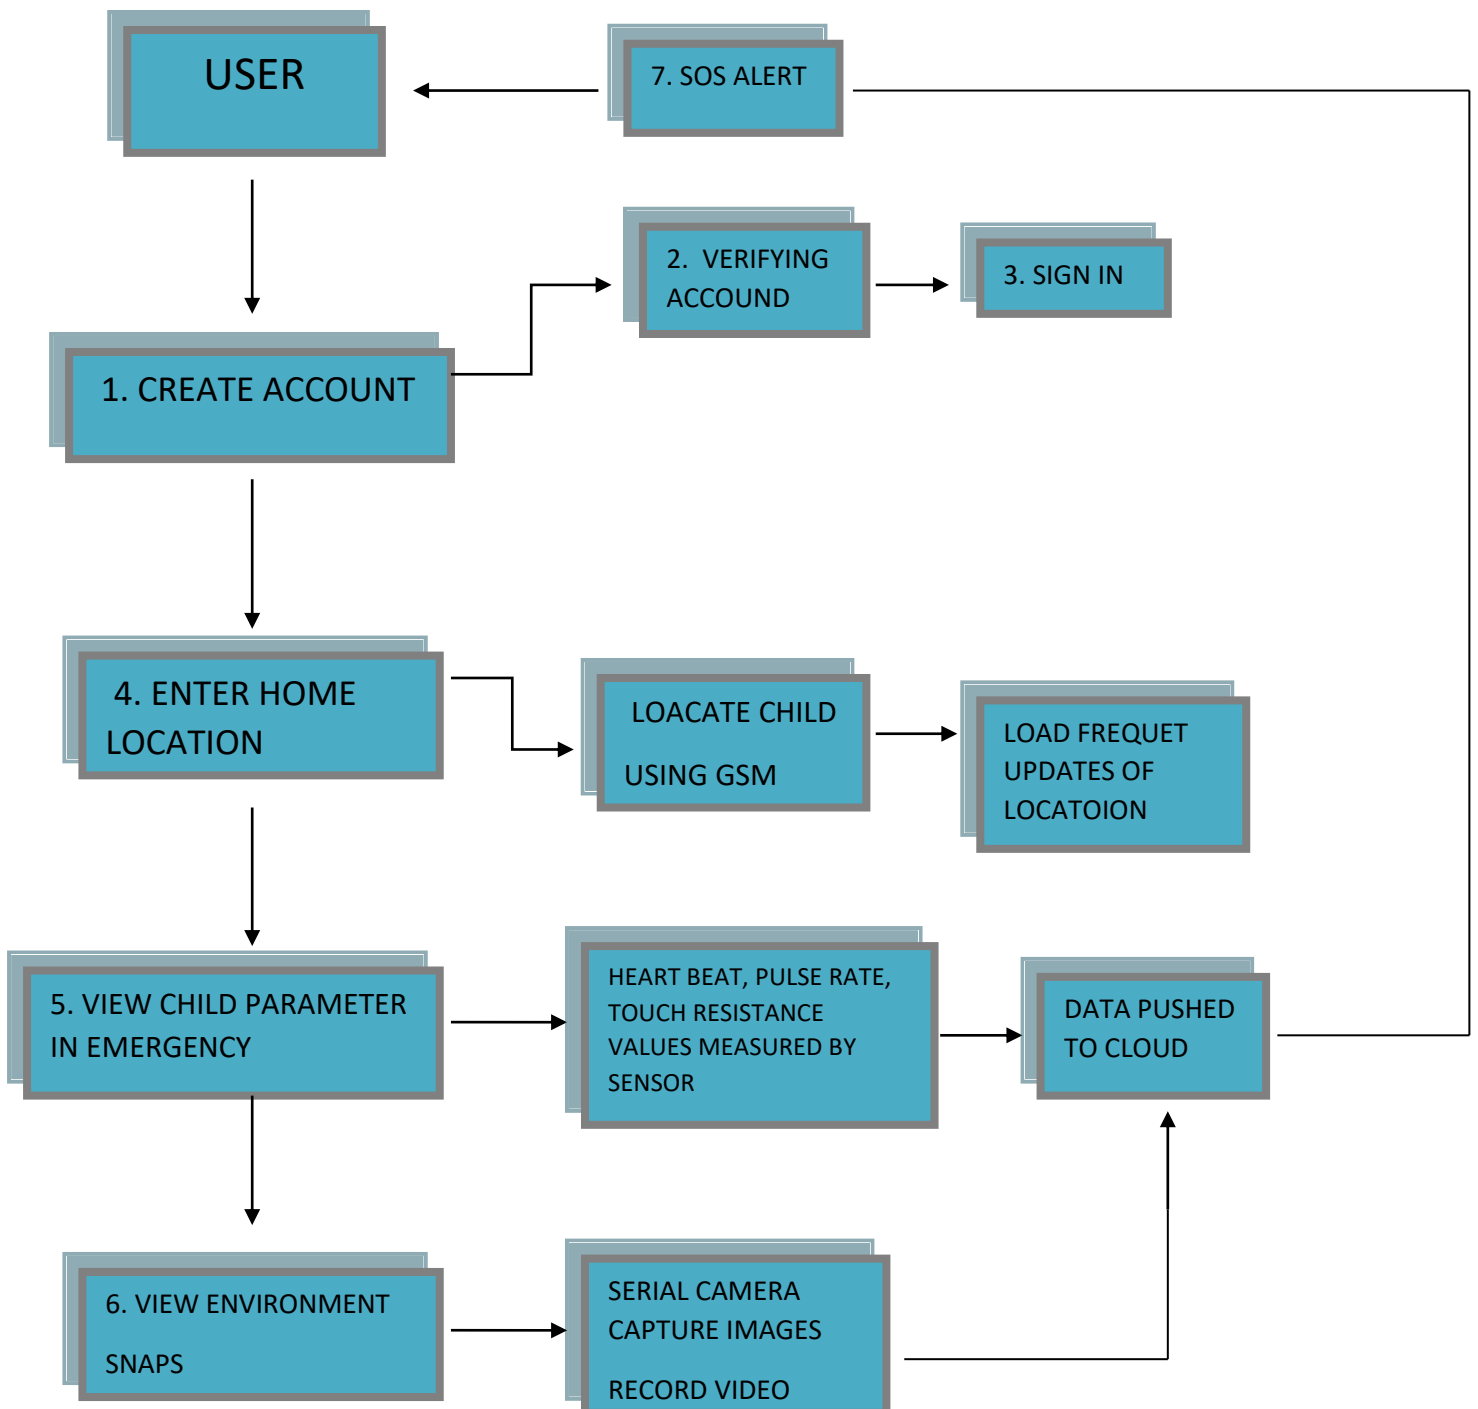 USER
7. SOS ALERT
2. VERIFYING
ACCOUND
3. SIGN IN
1. CREATE ACCOUNT
4. ENTER HOME
LOCATION
LOACATE CHILD
USING GSM
LOAD FREQUET
UPDATES OF
LOCATOION
5. VIEW CHILD PARAMETER
IN EMERGENCY
HEART BEAT, PULSE RATE,
TOUCH RESISTANCE
VALUES MEASURED BY
SENSOR
DATA PUSHED
TO CLOUD
6. VIEW ENVIRONMENT
SNAPS
SERIAL CAMERA
CAPTURE IMAGES
RECORD VIDEO